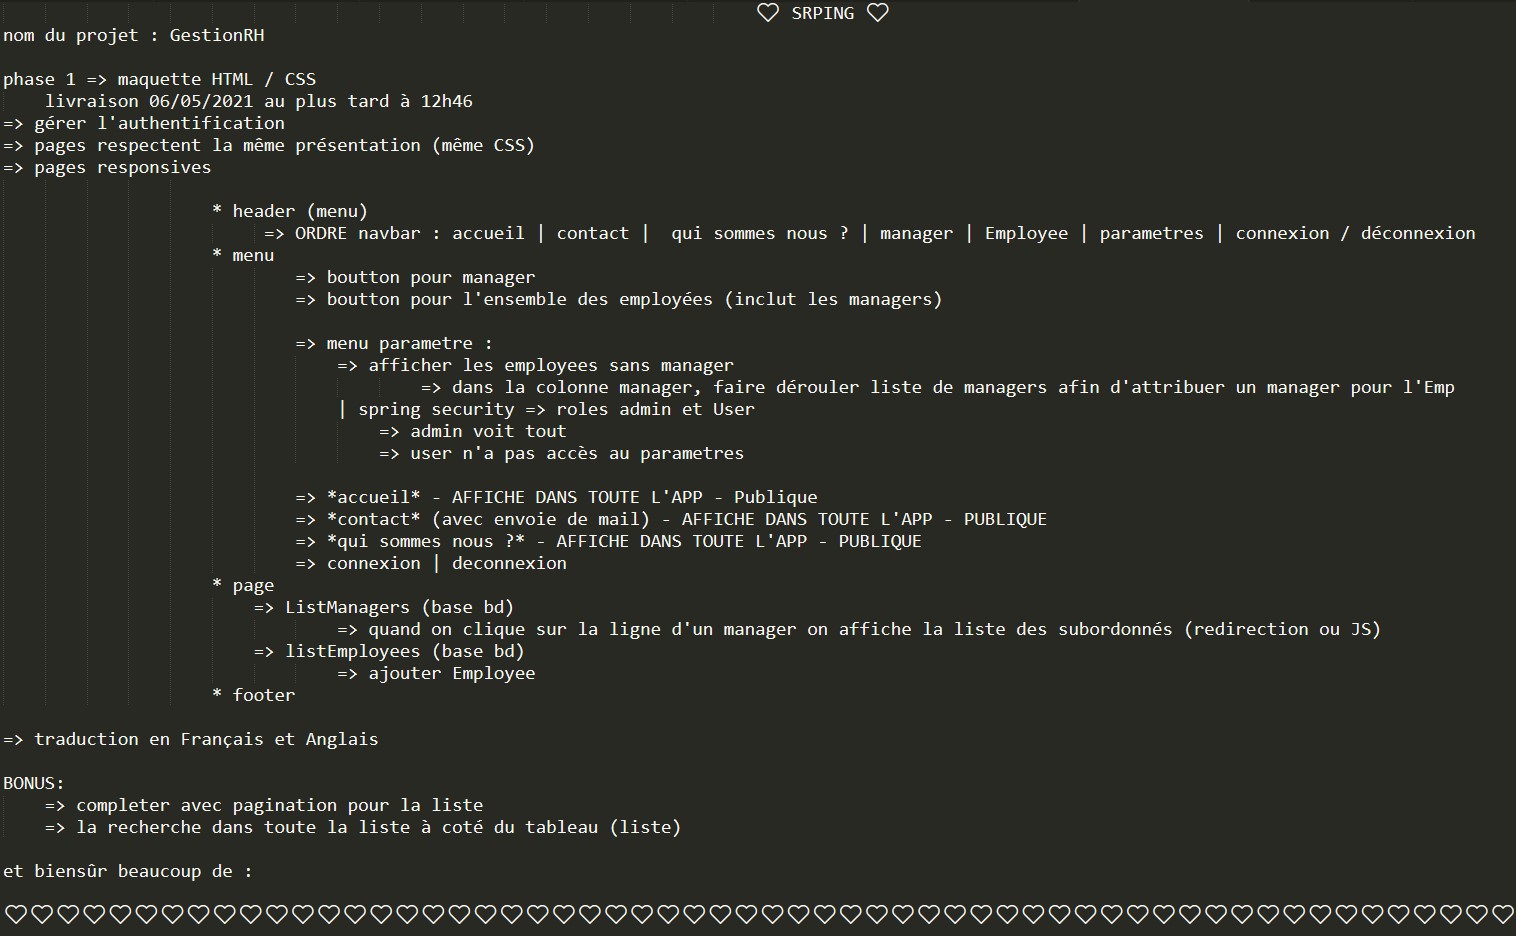 ♡ SRPING ♡
nom du projet : GestionRH
phase 1 => maquette HTML / CSS
livraison 06/05/2021 au plus tard à 12h46
=> gérer l'authentification
=> pages respectent la même présentation (même CSS)
=> pages responsives
* header (menu)
=> ORDRE navbar : accueil | contact |  qui sommes nous ? | manager | Employee | parametres | connexion / déconnexion
* menu
=> boutton pour manager
=> boutton pour l'ensemble des employées (inclut les managers)
=> menu parametre :
=> afficher les employees sans manager
=> dans la colonne manager, faire dérouler liste de managers afin d'attribuer un manager pour l'Emp
| spring security => roles admin et User
=> admin voit tout
=> user n'a pas accès au parametres
=> *accueil* - AFFICHE DANS TOUTE L'APP - Publique
=> *contact* (avec envoie de mail) - AFFICHE DANS TOUTE L'APP - PUBLIQUE
=> *qui sommes nous ?* - AFFICHE DANS TOUTE L'APP - PUBLIQUE
=> connexion | deconnexion
* page
=> ListManagers (base bd)
=> quand on clique sur la ligne d'un manager on affiche la liste des subordonnés (redirection ou JS)
=> listEmployees (base bd)
=> ajouter Employee
* footer
=> traduction en Français et Anglais
BONUS:
=> completer avec pagination pour la liste
=> la recherche dans toute la liste à coté du tableau (liste)
et biensûr beaucoup de :
♡♡♡♡♡♡♡♡♡♡♡♡♡♡♡♡♡♡♡♡♡♡♡♡♡♡♡♡♡♡♡♡♡♡♡♡♡♡♡♡♡♡♡♡♡♡♡♡♡♡♡♡♡♡♡♡♡♡